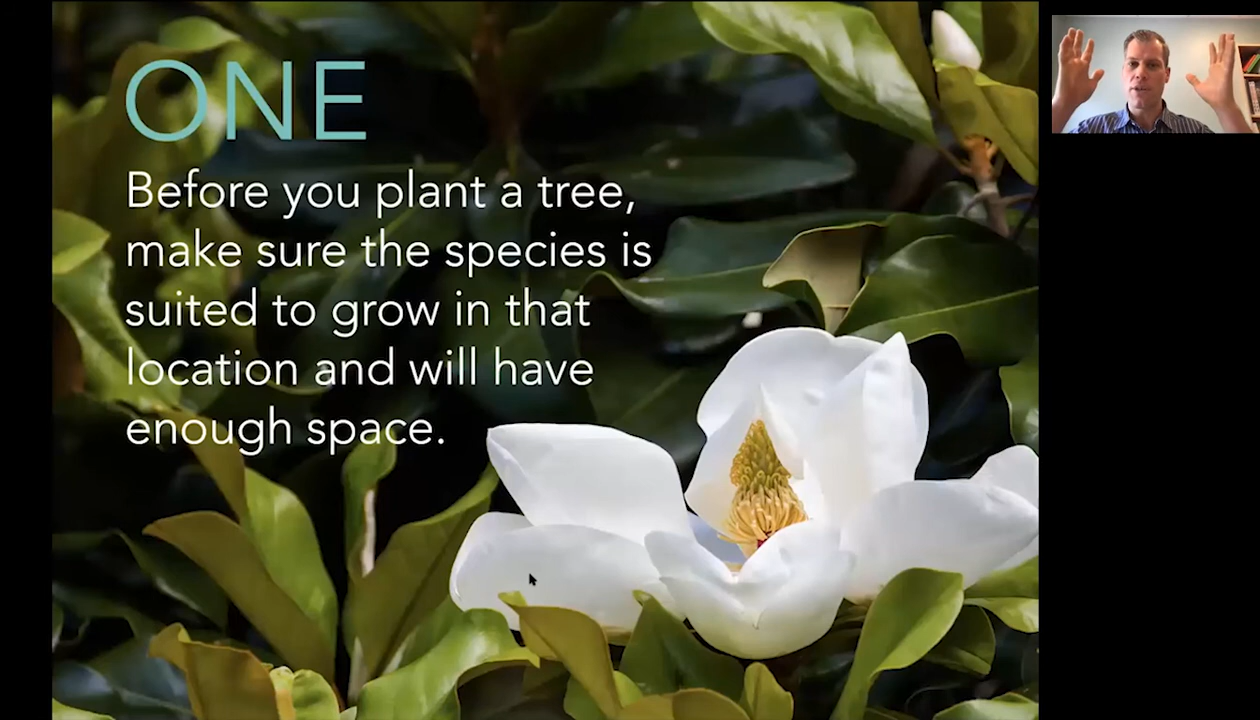 ONE
Before you plant a tree,
make sure the species is
suited to grow in that
location and will have
enough space.